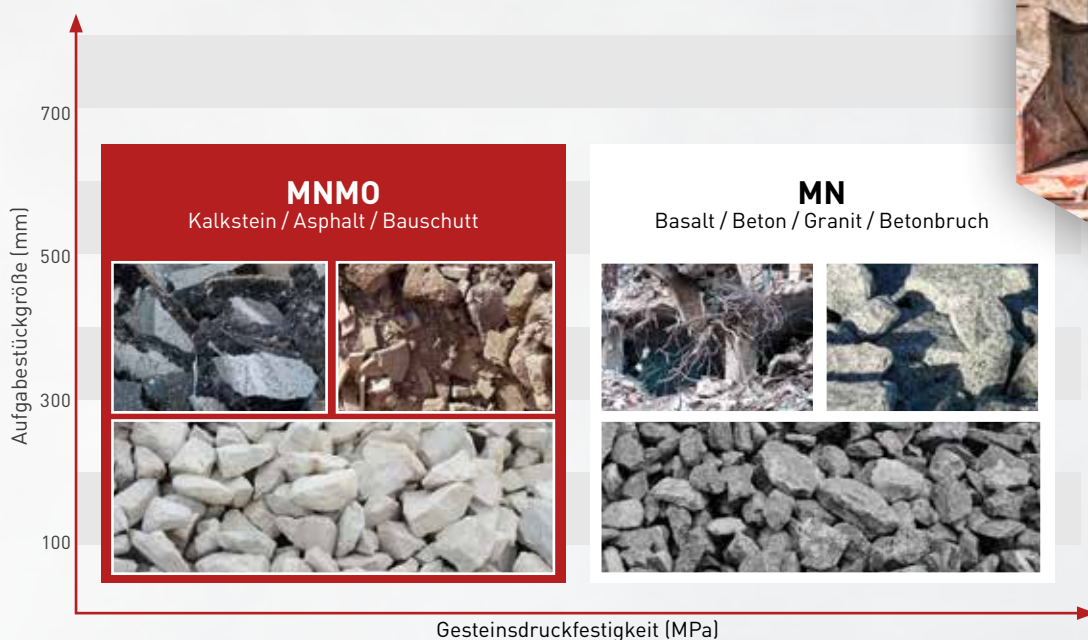 700
500
300
100
Aufgabestückgröße (mm)
MNMO
Kalkstein / Asphalt / Bauschutt
MN
Basalt / Beton / Granit / Betonbruch
Gesteinsdruckfestigkeit (MPa)